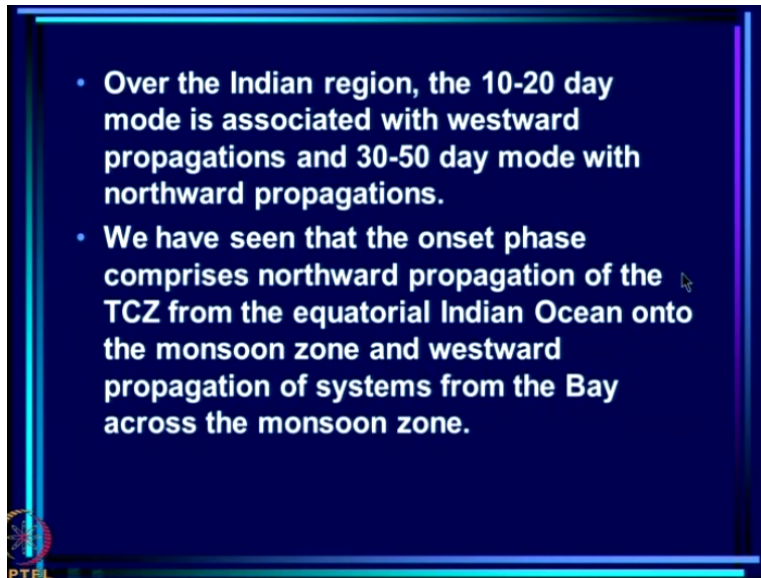 • Over the Indian region, the 10-20 day
mode is associated with westward
propagations and 30-50 day mode with
northward propagations.
• We have seen that the onset phase
comprises northward propagation of the
TCZ from the equatorial Indian Ocean onto
the monsoon zone and westward
propagation of systems from the Bay
across the monsoon zone.
PTEL